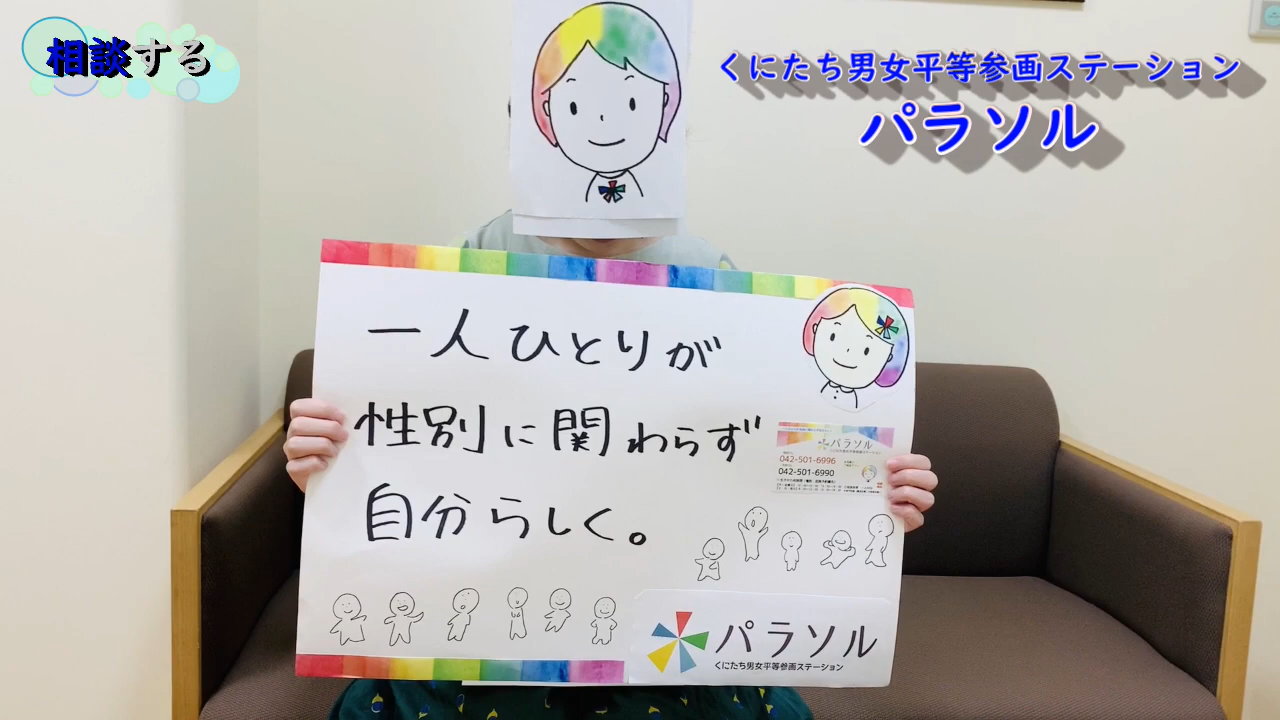 相談する
くにたち男女平等参画ステーション
パラソル
一人ひとりが
性別に関わらず
自分らしく。
パラソル
042-501-6996
042-501-6990
パラソル
くにたち男女平等参画ステーション